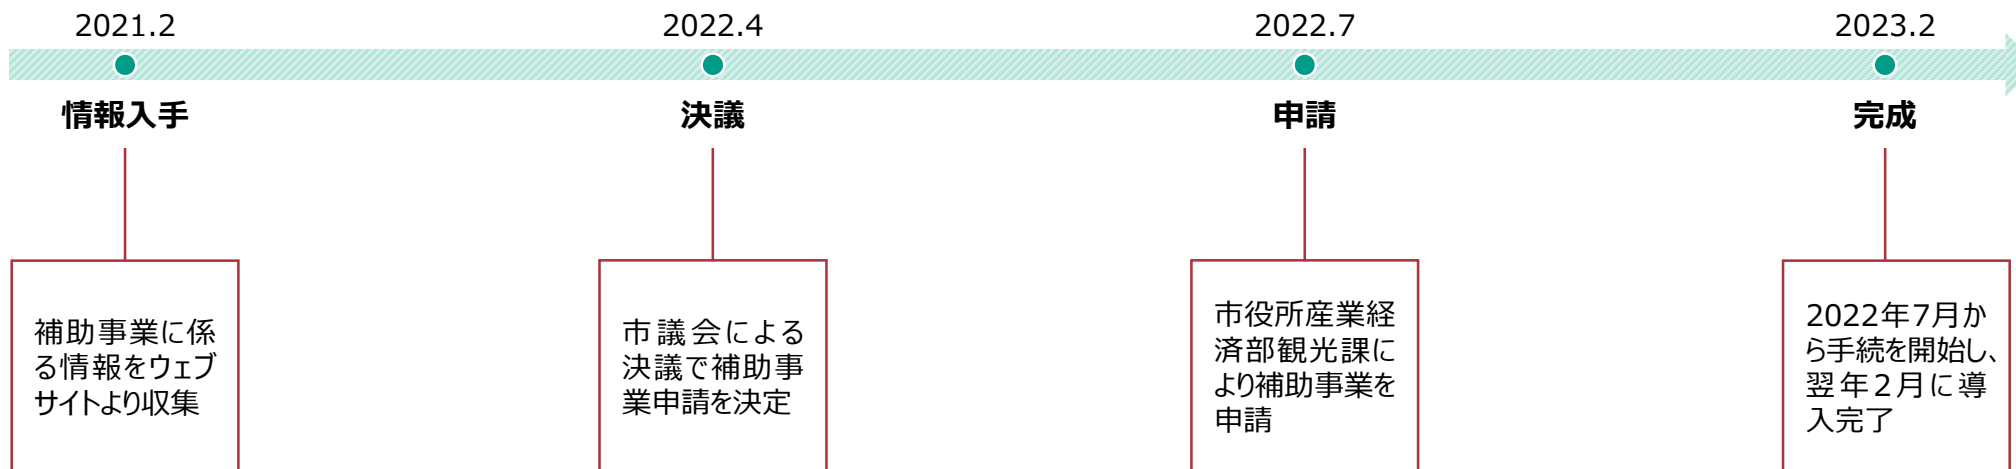 2021.2
2022.4
2022.7
2023.2
情報入手
決議
申請
完成
補助事業に係
る情報をウェブ
サイトより収集
市議会による
決議で補助事
業申請を決定
市役所産業経
済部観光課に
より補助事業を
申請
2022年7月か
ら手続を開始し、
翌年2月に導
入完了